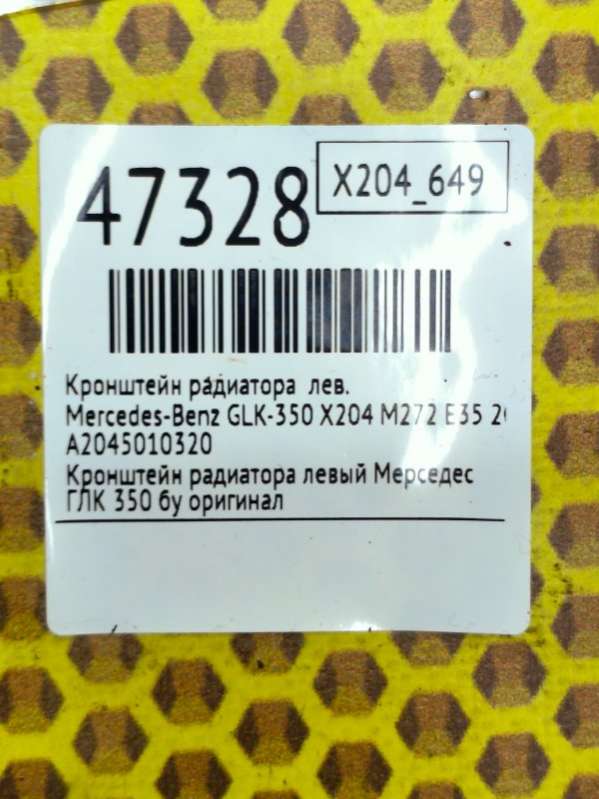 47328
X204_649
Кронштейн радиатора лев.
Mercedes-Benz GLK-350 X204 M272 E35
A2045010320
Кронштейн радиатора левый Мерседес
ГЛК 350 бу оригинал